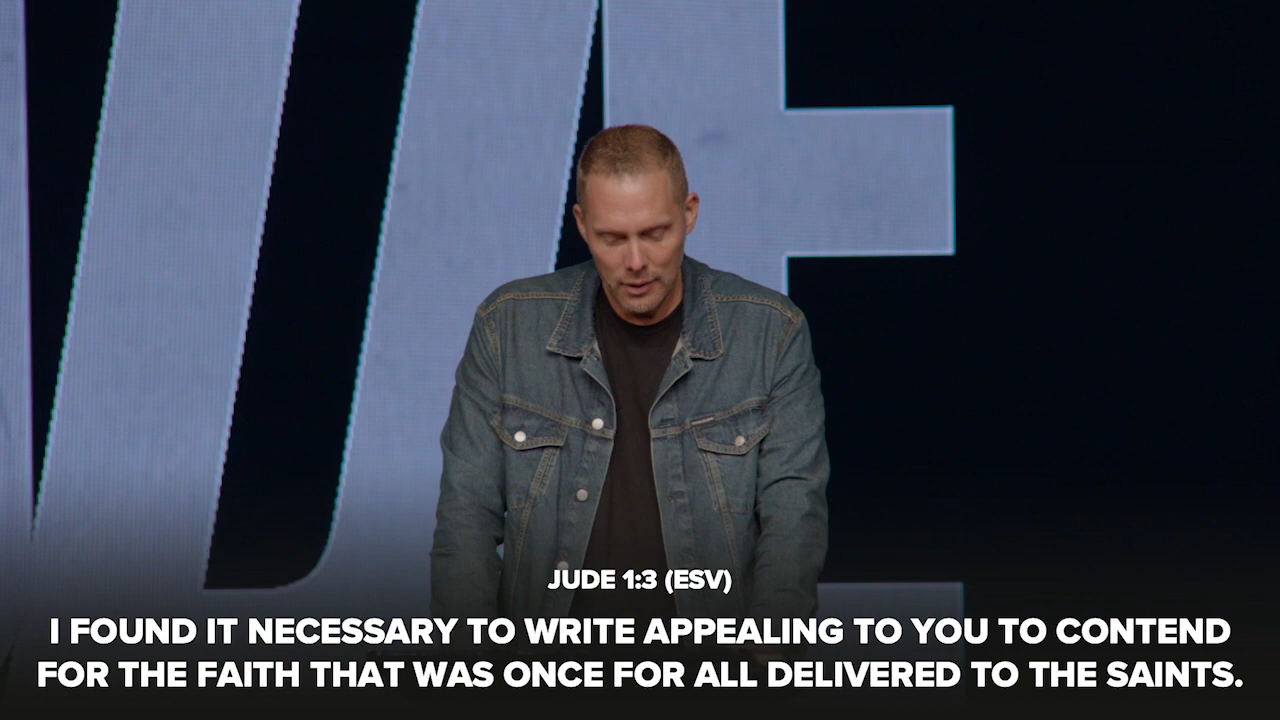 DE
JUDE 1:3 (ESV)
I FOUND IT NECESSARY TO WRITE APPEALING TO YOU TO CONTEND
FOR THE FAITH THAT WAS ONCE FOR ALL DELIVERED TO THE SAINTS.